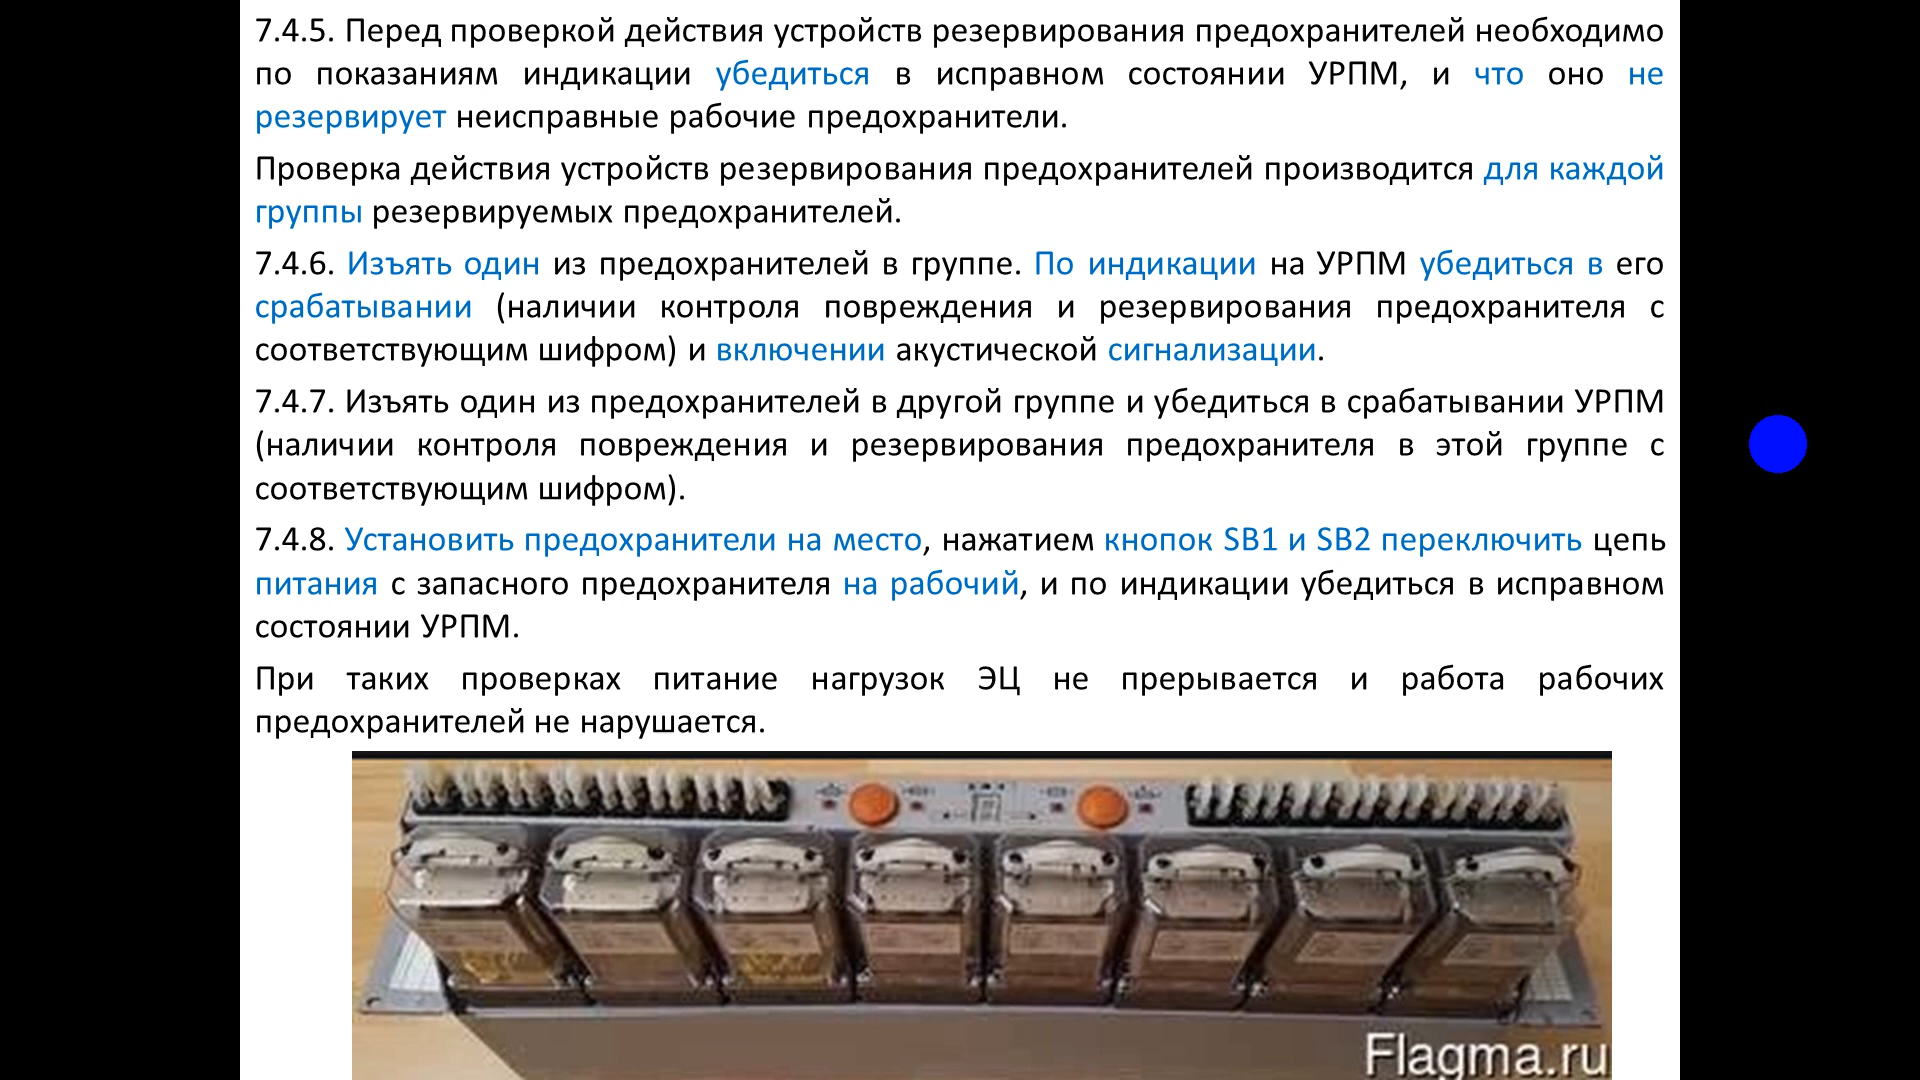 7.4.5. Перед проверкой действия устройств резервирования предохранителей необходимо
по показаниям индикации убедиться в исправном состоянии УРПМ, и что оно не
резервирует неисправные рабочие предохранители.
Проверка действия устройств резервирования предохранителей производится для каждой
группы резервируемых предохранителей.
7.4.6. Изъять один из предохранителей в группе. По индикации на УРПМ убедиться в его
срабатывании (наличии контроля повреждения и резервирования предохранителя с
соответствующим шифром) и включении акустической сигнализации.
7.4.7. Изъять один из предохранителей в другой группе и убедиться в срабатывании УРПМ
(наличии контроля повреждения и резервирования предохранителя в этой группе с
соответствующим шифром).
7.4.8. Установить предохранители на место, нажатием кнопок SB1 и SB2 переключить цепь
питания с запасного предохранителя на рабочий, и по индикации убедиться в исправном
состоянии УРПМ.
При таких проверках питание нагрузок ЭЦ не прерывается и работа рабочих
предохранителей не нарушается.
Flagma.ru